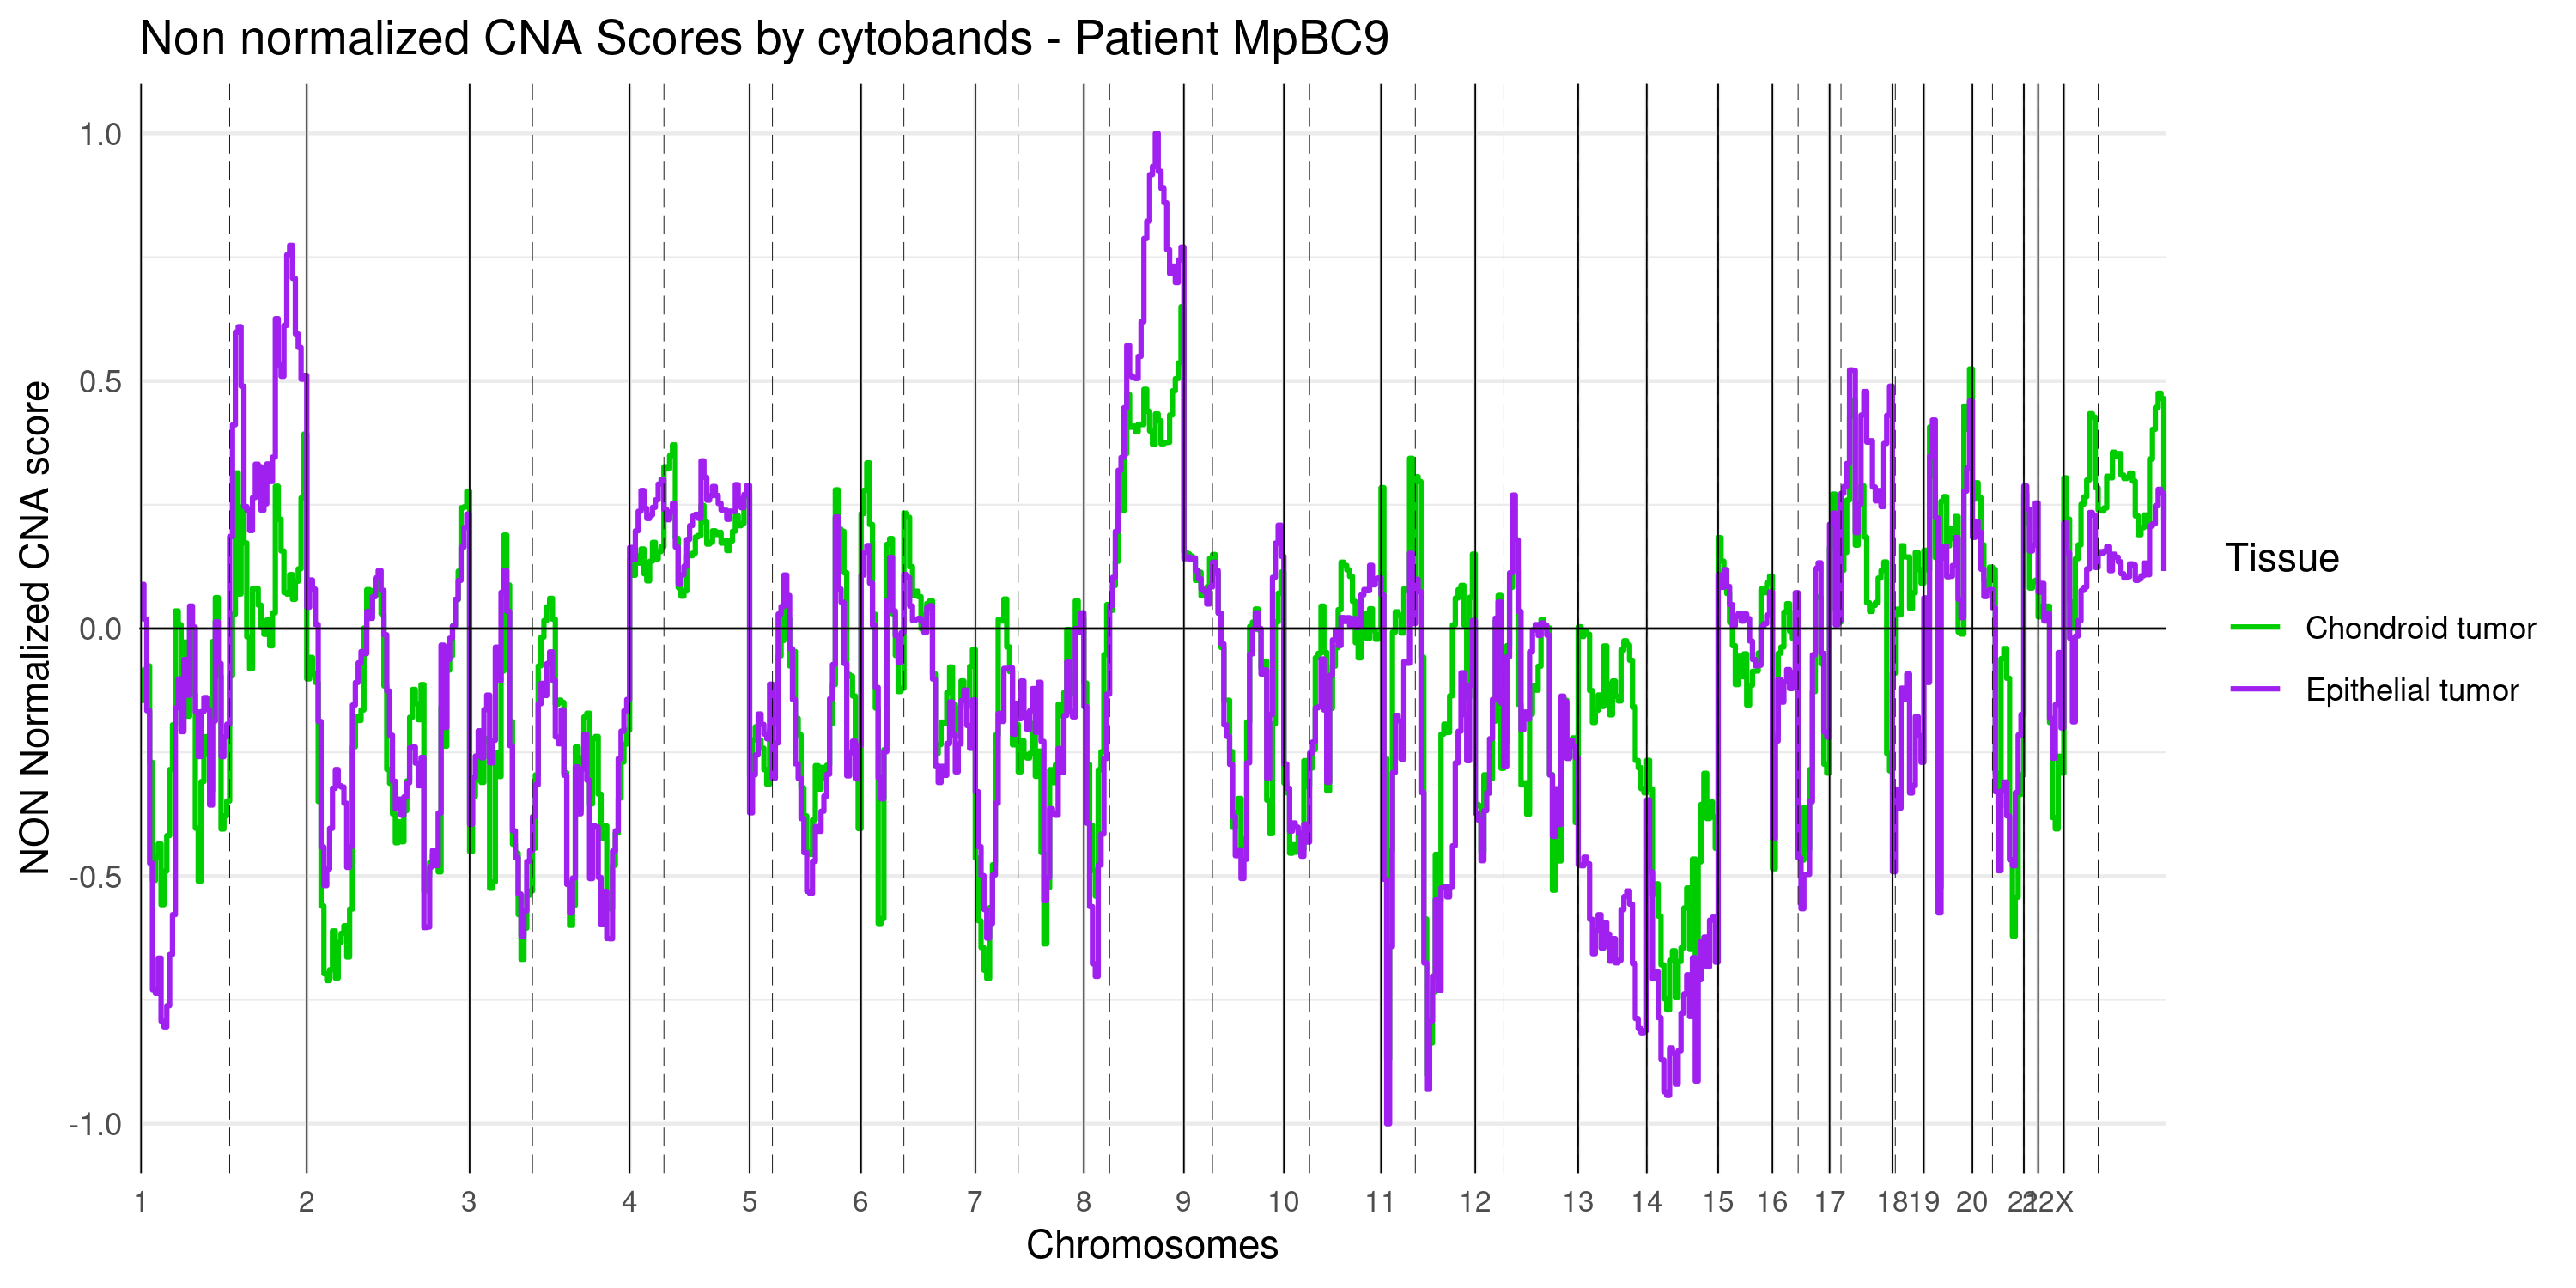 Non normalized CNA Scores by cytobands - Patient MpBC9
NON Normalized CNA score
1.0
0.5
0.0
-0.5
-1.0
1 2 3 4 5 6 7 8 9 10 11 12 13 14 15 16 17 18 19 20 21 22 X
Chromosomes
Tissue
Chondroid tumor
Epithelial tumor